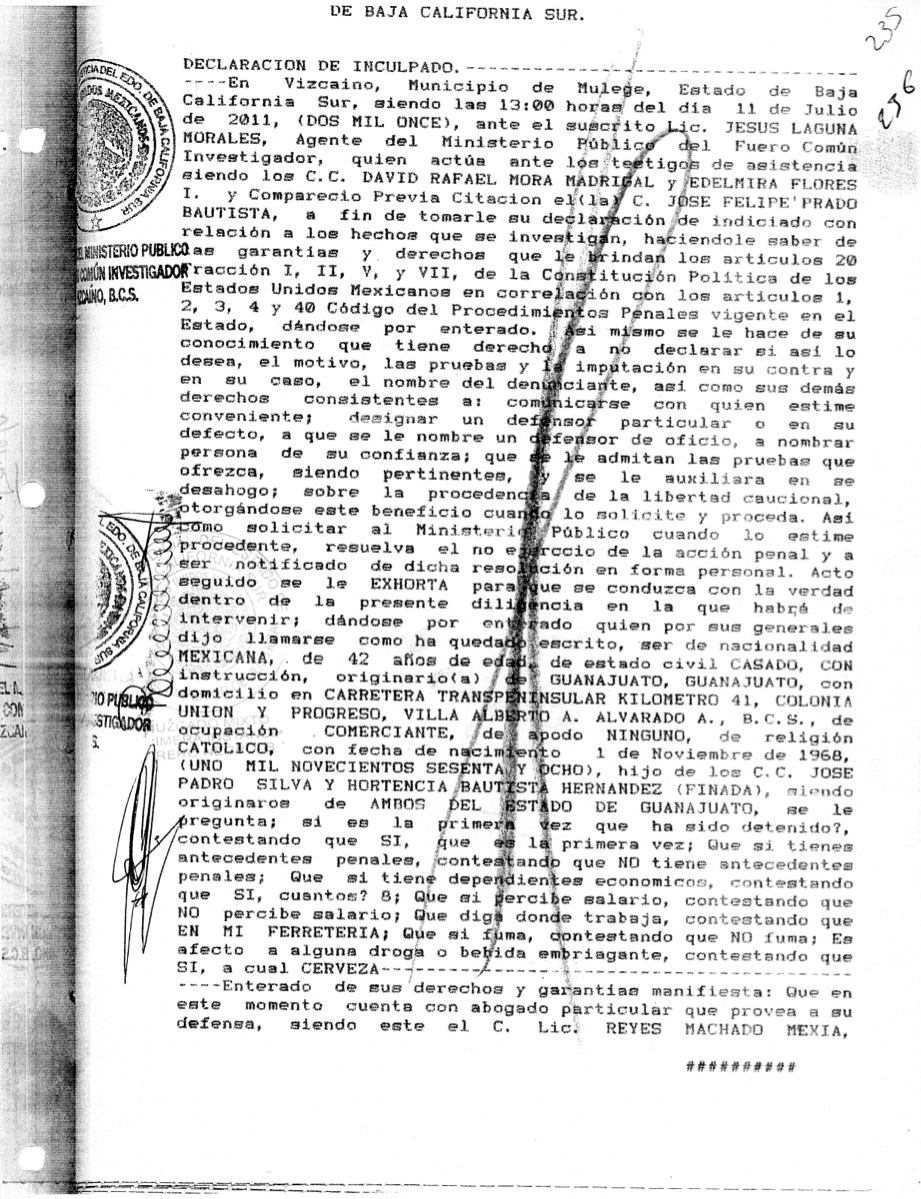 DE BAJA CALIFORNIA SUR.
235
256
DECLARACION DE INCULPADO.
----En Vizcaino, Municipio de Mulege, Estado de Baja
California Sur, siendo las 13:00 horas del dia 11 de Julio
de 2011, (DOS MIL ONCE), ante el suscrito Lic. JESUS LAGUNA
MORALES, Agente del Ministerio Público del Fuero Común
Investigador, quien actúa ante los testigos de asistencia
siendo los C.C. DAVID RAFAEL MORA MADRIGAL y EDELMIRA FLORES
I. y Comparecio Previa Citacion el(la) C. JOSE FELIPE PRADO
BAUTISTA, a fin de tomarle su declaración de indiciado con
relación a los hechos que se investigan, haciendole saber de
las garantias y derechos que le brindan los articulos 20
fracción I, II, V, y VII, de la Constitución Politica de los
Estados Unidos Mexicanos en correlación con los articulos 1,
2, 3, 4 y 40 Código del Procedimientos Penales vigente en el
Estado, dándose por enterado. Asi mismo se le hace de su
conocimiento que tiene derecho a no declarar si asi lo
desea, el motivo, las pruebas y la imputación en su contra y
en su caso, el nombre del denunciante, asi como sus demás
derechos consistentes a: comunicarse con quien estime
conveniente; designar un defensor particular o en su
defecto, a que se le nombre un defensor de oficio, a nombrar
persona de su confianza; que se le admitan las pruebas que
ofrezca, siendo pertinentes, y se le auxiliara en se
desahogo; sobre la procedencia de la libertad caucional,
otorgándose este beneficio cuando lo solicite y proceda. Asi
como solicitar al Ministerio Público cuando lo estime
procedente, resuelva el no ejerccio de la acción penal y a
ser notificado de dicha resolución en forma personal. Acto
seguido se le EXHORTA para que se conduzca con la verdad
dentro de la presente diligencia en la que habrá de
intervenir; dándose por enterado quien por sus generales
dijo llamarse como ha quedado escrito, ser de nacionalidad
MEXICANA, de 42 años de edad, de estado civil CASADO, CON
instrucción, originario(a) de GUANAJUATO, GUANAJUATO, con
domicilio en CARRETERA TRANSPENINSULAR KILOMETRO 41, COLONIA
UNION Y PROGRESO, VILLA ALBERTO A. ALVARADO A., B.C.S., de
ocupación COMERCIANTE, de apodo NINGUNO, de religión
CATOLICO, con fecha de nacimiento 1 de Noviembre de 1968,
(UNO MIL NOVECIENTOS SESENTA Y OCHO), hijo de los C.C. JOSE
PADRO SILVA Y HORTENCIA BAUTISTA HERNANDEZ (FINADA), siendo
originaros de AMBOS DEL ESTADO DE GUANAJUATO, se le
pregunta; si es la primera vez que ha sido detenido?,
contestando que SI, que es la primera vez; Que si tienes
antecedentes penales, contestando que NO tiene antecedentes
penales; Que si tiene dependientes economicos, contestando
que SI, cuantos? 8; Que si percibe salario, contestando que
NO percibe salario; Que diga donde trabaja, contestando que
EN MI FERRETERIA; Que si fuma, contestando que NO fuma; Es
afecto a alguna droga o bebida embriagante, contestando que
SI, a cual CERVEZA
----Enterado de sus derechos y garantias manifiesta: Que en
este momento cuenta con abogado particular que provea a su
defensa, siendo este el C. Lic. REYES MACHADO MEXIA,
##########
MINISTERIO PUBLICO
COMÚN INVESTIGADOR
B.C.S.